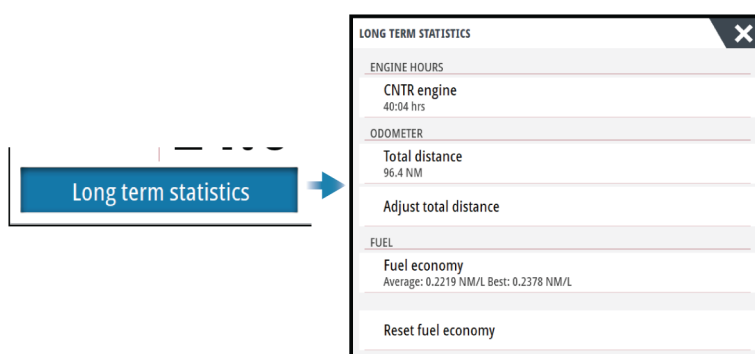 LONG TERM STATISTICS
ENGINE HOURS
CNTR engine
40:04 hrs
ODOMETER
Total distance
96.4 NM
Long term statistics
Adjust total distance
FUEL
Fuel economy
Average: 0.2219 NM/L Best: 0.2378 NM/L
Reset fuel economy